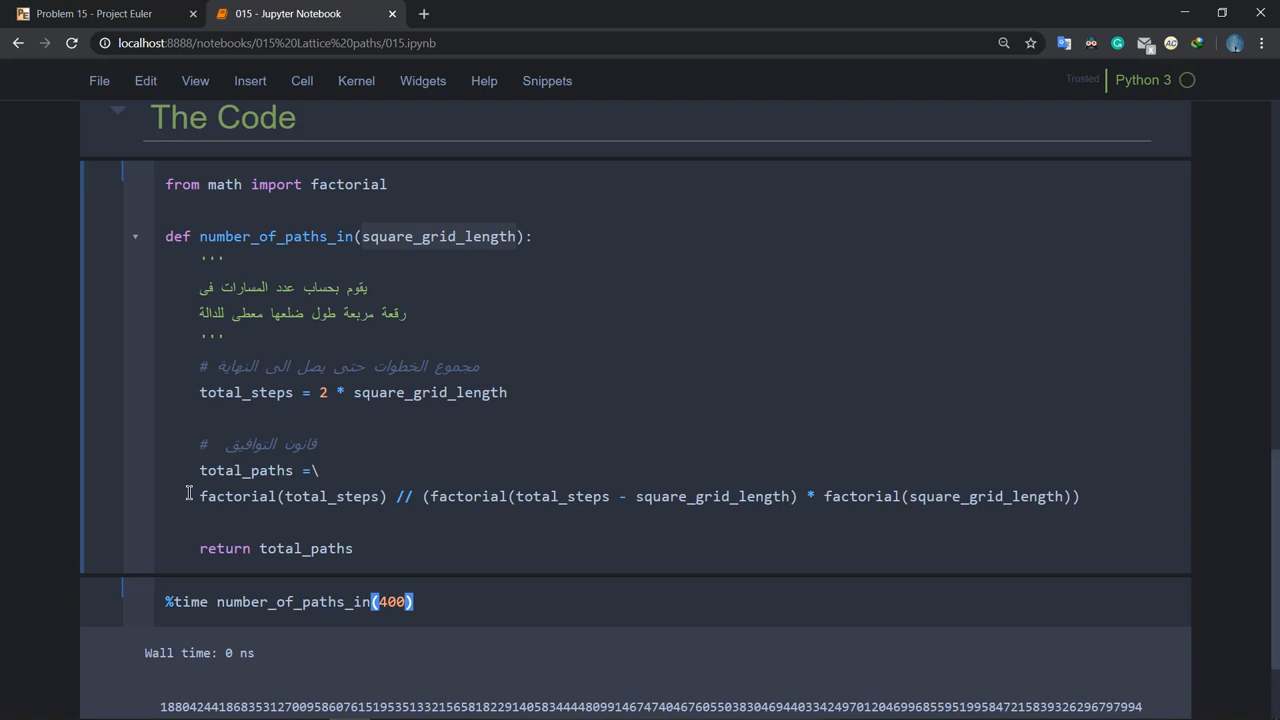 Problem 15 - Project Euler
015 - Jupyter Notebook
localhost:8888/notebooks/015%20Lattice%20paths/015.ipynb
File Edit View Insert Cell Kernel Widgets Help Snippets
Trusted Python 3
The Code
from math import factorial
def number_of_paths_in(square_grid_length):
'''
يقوم بحساب عدد المسارات فى
رقعة مربعة طول ضلعها معطى للدالة
'''
# مجموع الخطوات حتى يصل الى النهاية
total_steps = 2 * square_grid_length
# قانون التوافيق
total_paths =\
factorial(total_steps) // (factorial(total_steps - square_grid_length) * factorial(square_grid_length))
return total_paths
%time number_of_paths_in(400)
Wall time: 0 ns